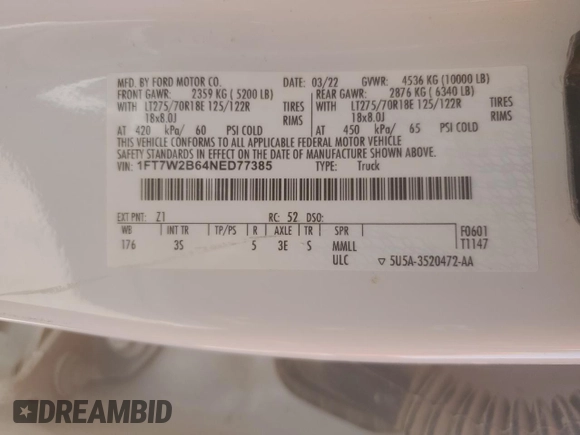 MFD. BY FORD MOTOR CO. DATE: 03/22 GVWR: 4536 KG (10000 LB)
FRONT GAWR: 2359 KG (5200 LB) REAR GAWR: 2876 KG (6340 LB)
WITH LT275/70R18E 125/122R TIRES WITH LT275/70R18E 125/122R TIRES
18x8.0J RIMS 18x8.0J RIMS
AT 420 kPa/ 60 PSI COLD AT 450 kPa/ 65 PSI COLD
THIS VEHICLE CONFORMS TO ALL APPLICABLE FEDERAL MOTOR VEHICLE
SAFETY STANDARDS IN EFFECT ON THE DATE OF MANUFACTURE SHOWN ABOVE.
VIN: 1FT7W2B64NED77385 TYPE: Truck
EXT PNT: Z1 RC: 52 DSO:
WB INT TR TP/PS R AXLE TR SPR F0601
176 3S 5 3E S MMLL T1147
ULC ▽ 5U5A-3520472-AA
DREAMBID